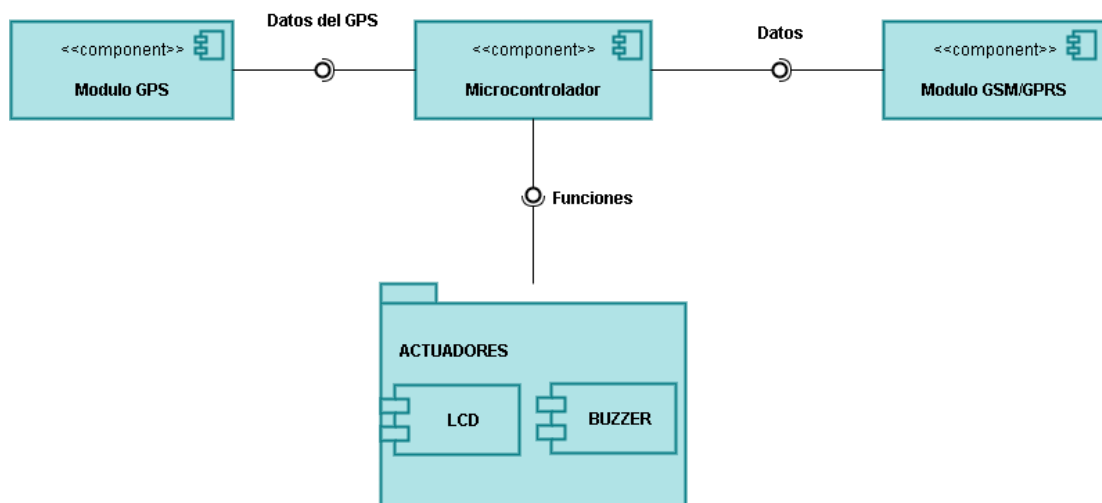 Datos del GPS
<<component>>
Modulo GPS
<<component>>
Microcontrolador
Datos
<<component>>
Modulo GSM/GPRS
Funciones
ACTUADORES
LCD
BUZZER